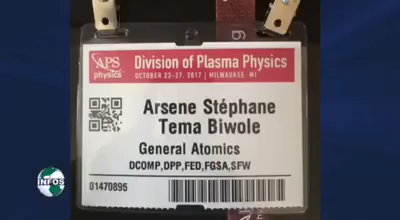 APS
physics
Division of Plasma Physics
OCTOBER 23-27, 2017 | MILWAUKEE WI
Arsene Stéphane
Tema Biwole
General Atomics
DCOMP,DPP,FED,FGSA,SFW
01470895
INFOS